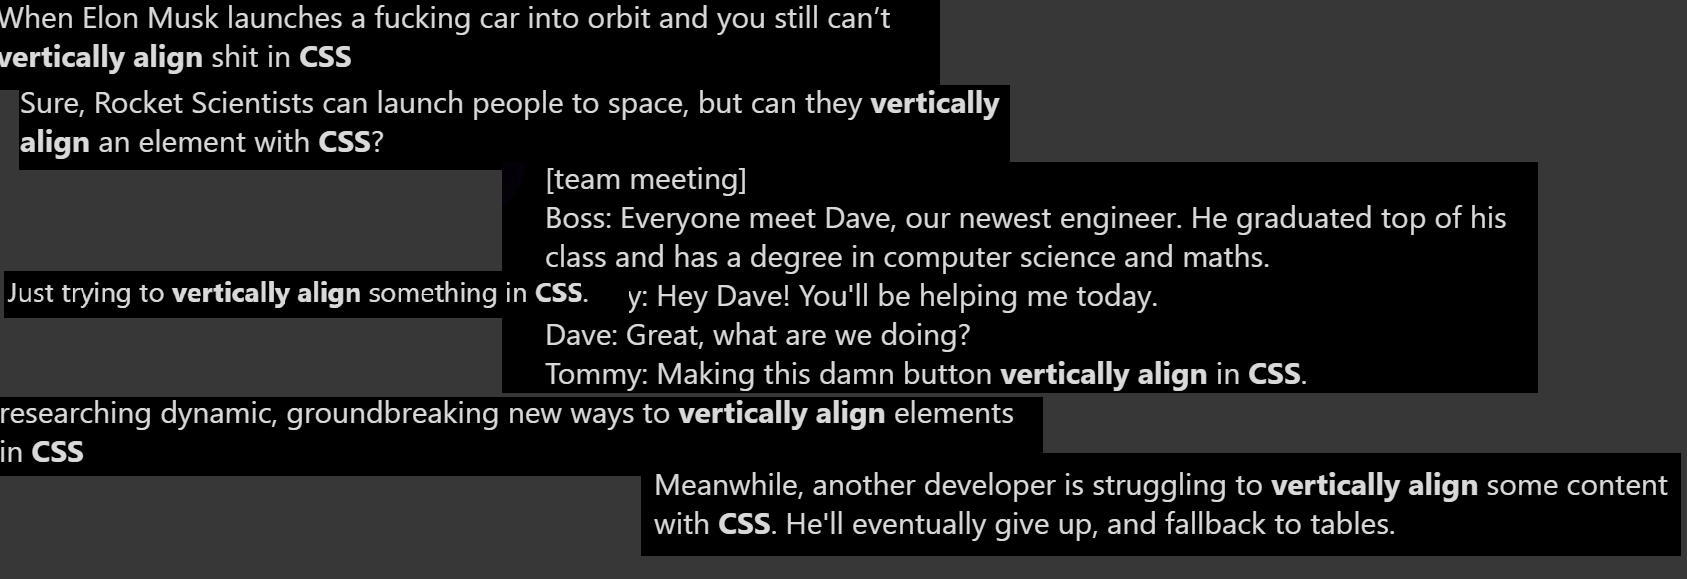 When Elon Musk launches a fucking car into orbit and you still can’t
vertically align shit in CSS
Sure, Rocket Scientists can launch people to space, but can they vertically
align an element with CSS?
[team meeting]
Boss: Everyone meet Dave, our newest engineer. He graduated top of his
class and has a degree in computer science and maths.
Just trying to vertically align something in CSS.
y: Hey Dave! You'll be helping me today.
Dave: Great, what are we doing?
Tommy: Making this damn button vertically align in CSS.
researching dynamic, groundbreaking new ways to vertically align elements
in CSS
Meanwhile, another developer is struggling to vertically align some content
with CSS. He'll eventually give up, and fallback to tables.